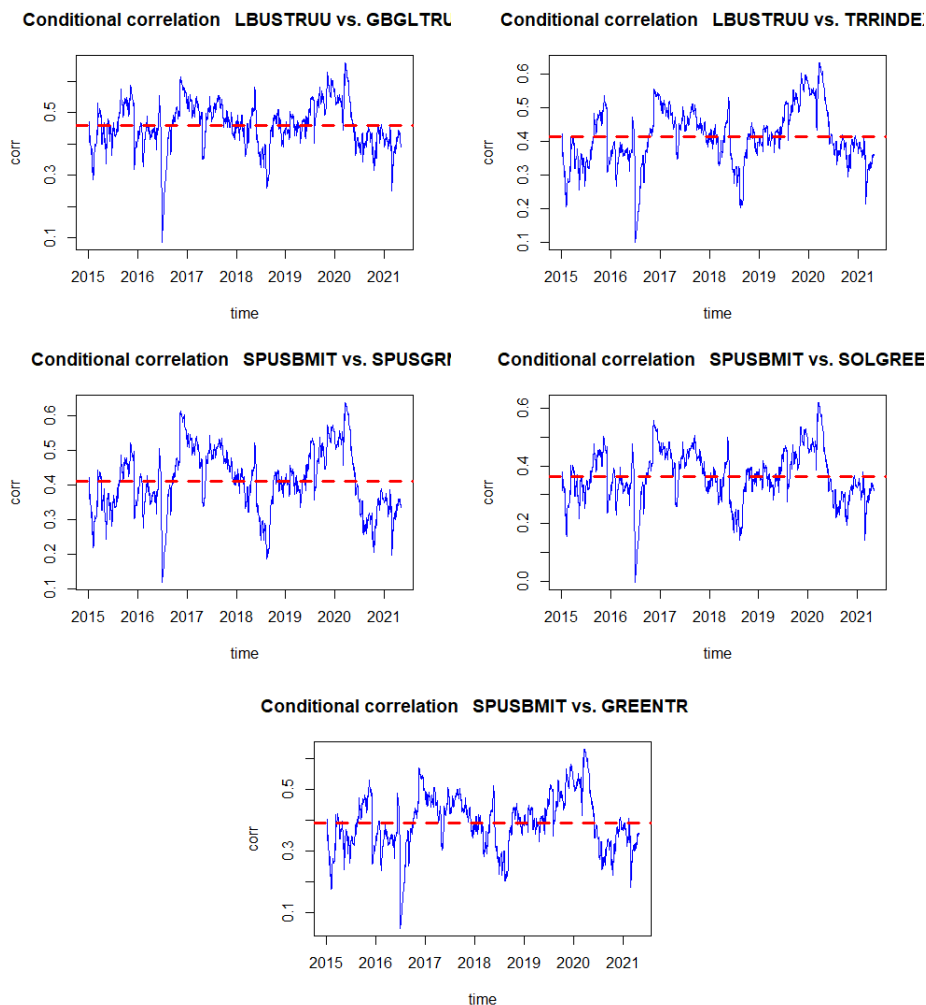 Conditional correlation LBUSTRUU vs. GBGLTRU
corr
0.1 0.3 0.5
2015 2016 2017 2018 2019 2020 2021
time
Conditional correlation LBUSTRUU vs. TRRINDEX
corr
0.1 0.2 0.3 0.4 0.5 0.6
2015 2016 2017 2018 2019 2020 2021
time
Conditional correlation SPUSBMIT vs. SPUSGRN
corr
0.1 0.2 0.3 0.4 0.5 0.6
2015 2016 2017 2018 2019 2020 2021
time
Conditional correlation SPUSBMIT vs. SOLGREE
corr
0.0 0.2 0.4 0.6
2015 2016 2017 2018 2019 2020 2021
time
Conditional correlation SPUSBMIT vs. GREENTR
corr
0.1 0.3 0.5
2015 2016 2017 2018 2019 2020 2021
time